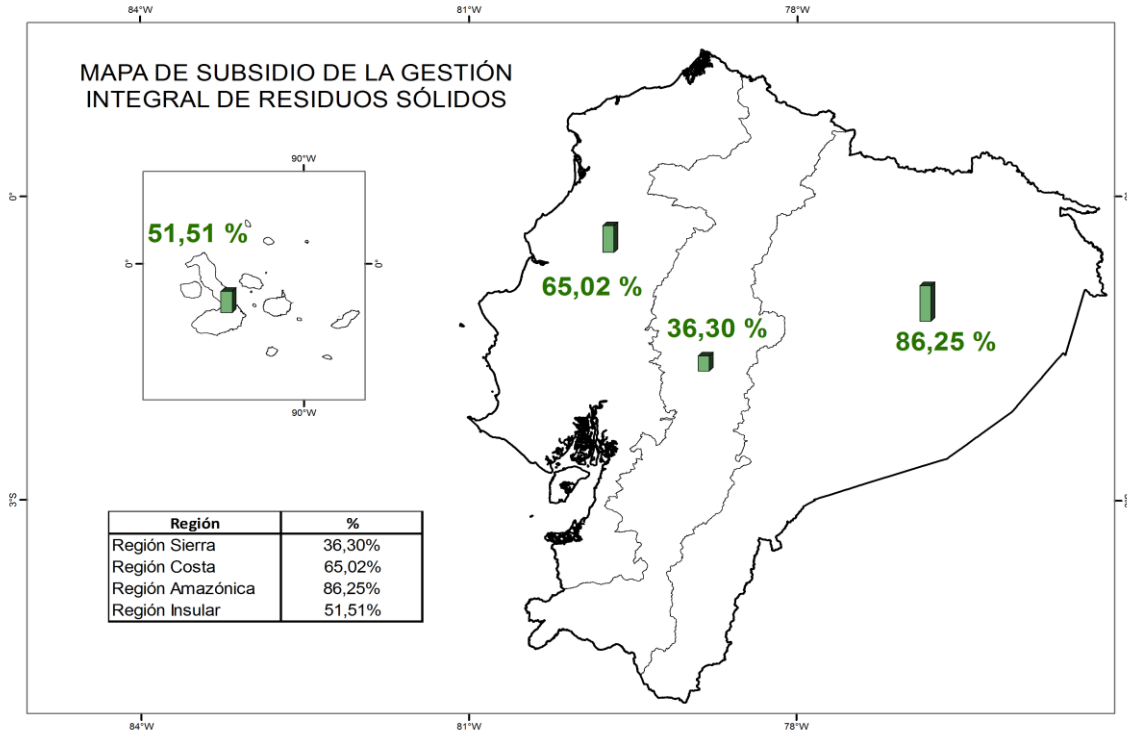 84°W
81°W
78°W
MAPA DE SUBSIDIO DE LA GESTIÓN
INTEGRAL DE RESIDUOS SÓLIDOS
90°W
0°
51,51 %
0°
0°
65,02 %
36,30 %
86,25 %
90°W
3°S
Región %
Región Sierra 36,30%
Región Costa 65,02%
Región Amazónica 86,25%
Región Insular 51,51%
84°W
81°W
78°W